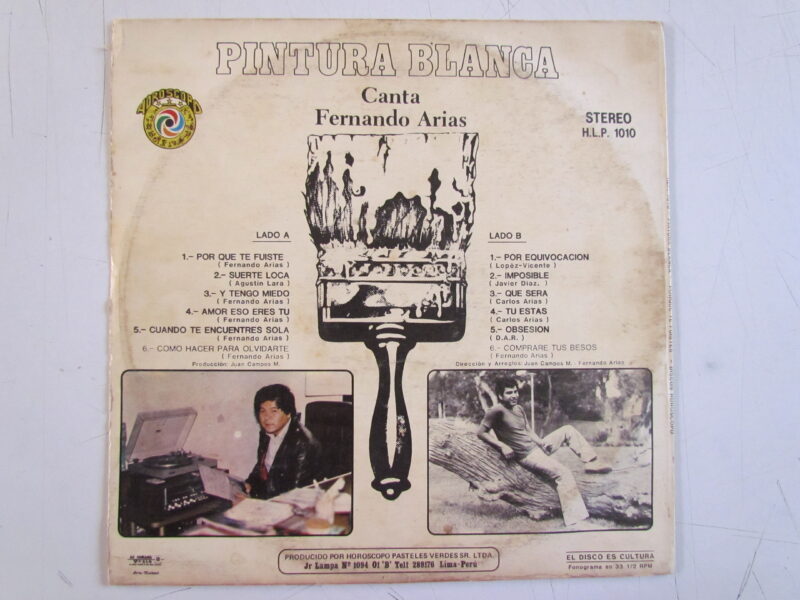 PINTURA BLANCA
Canta
Fernando Arias
HOROSCOPO
STEREO
H.L.P. 1010
LADO A
1.- POR QUE TE FUISTE
( Fernando Arias )
2.- SUERTE LOCA
( Agustin Lara )
3.- Y TENGO MIEDO
( Fernando Arias )
4.- AMOR ESO ERES TU
( Fernando Arias )
5.- CUANDO TE ENCUENTRES SOLA
( Fernando Arias )
6.- COMO HACER PARA OLVIDARTE
( Fernando Arias )
Producción: Juan Campos M.
LADO B
1.- POR EQUIVOCACION
( Lopéz-Vicente )
2.- IMPOSIBLE
( Javier Diaz. )
3.- QUE SERA
( Carlos Arias )
4.- TU ESTAS
( Carlos Arias )
5.- OBSESION
( D.A.R. )
6.- COMPRARE TUS BESOS
( Fernando Arias )
Dirección y Arreglos: Juan Campos M. - Fernando Arias
PRODUCIDO POR HOROSCOPO PASTELES VERDES SR. LTDA.
Jr Lampa Nº 1094 Of 'B' Telf 289176 Lima-Perú
EL DISCO ES CULTURA
Fonograma en 33 1/2 RPM